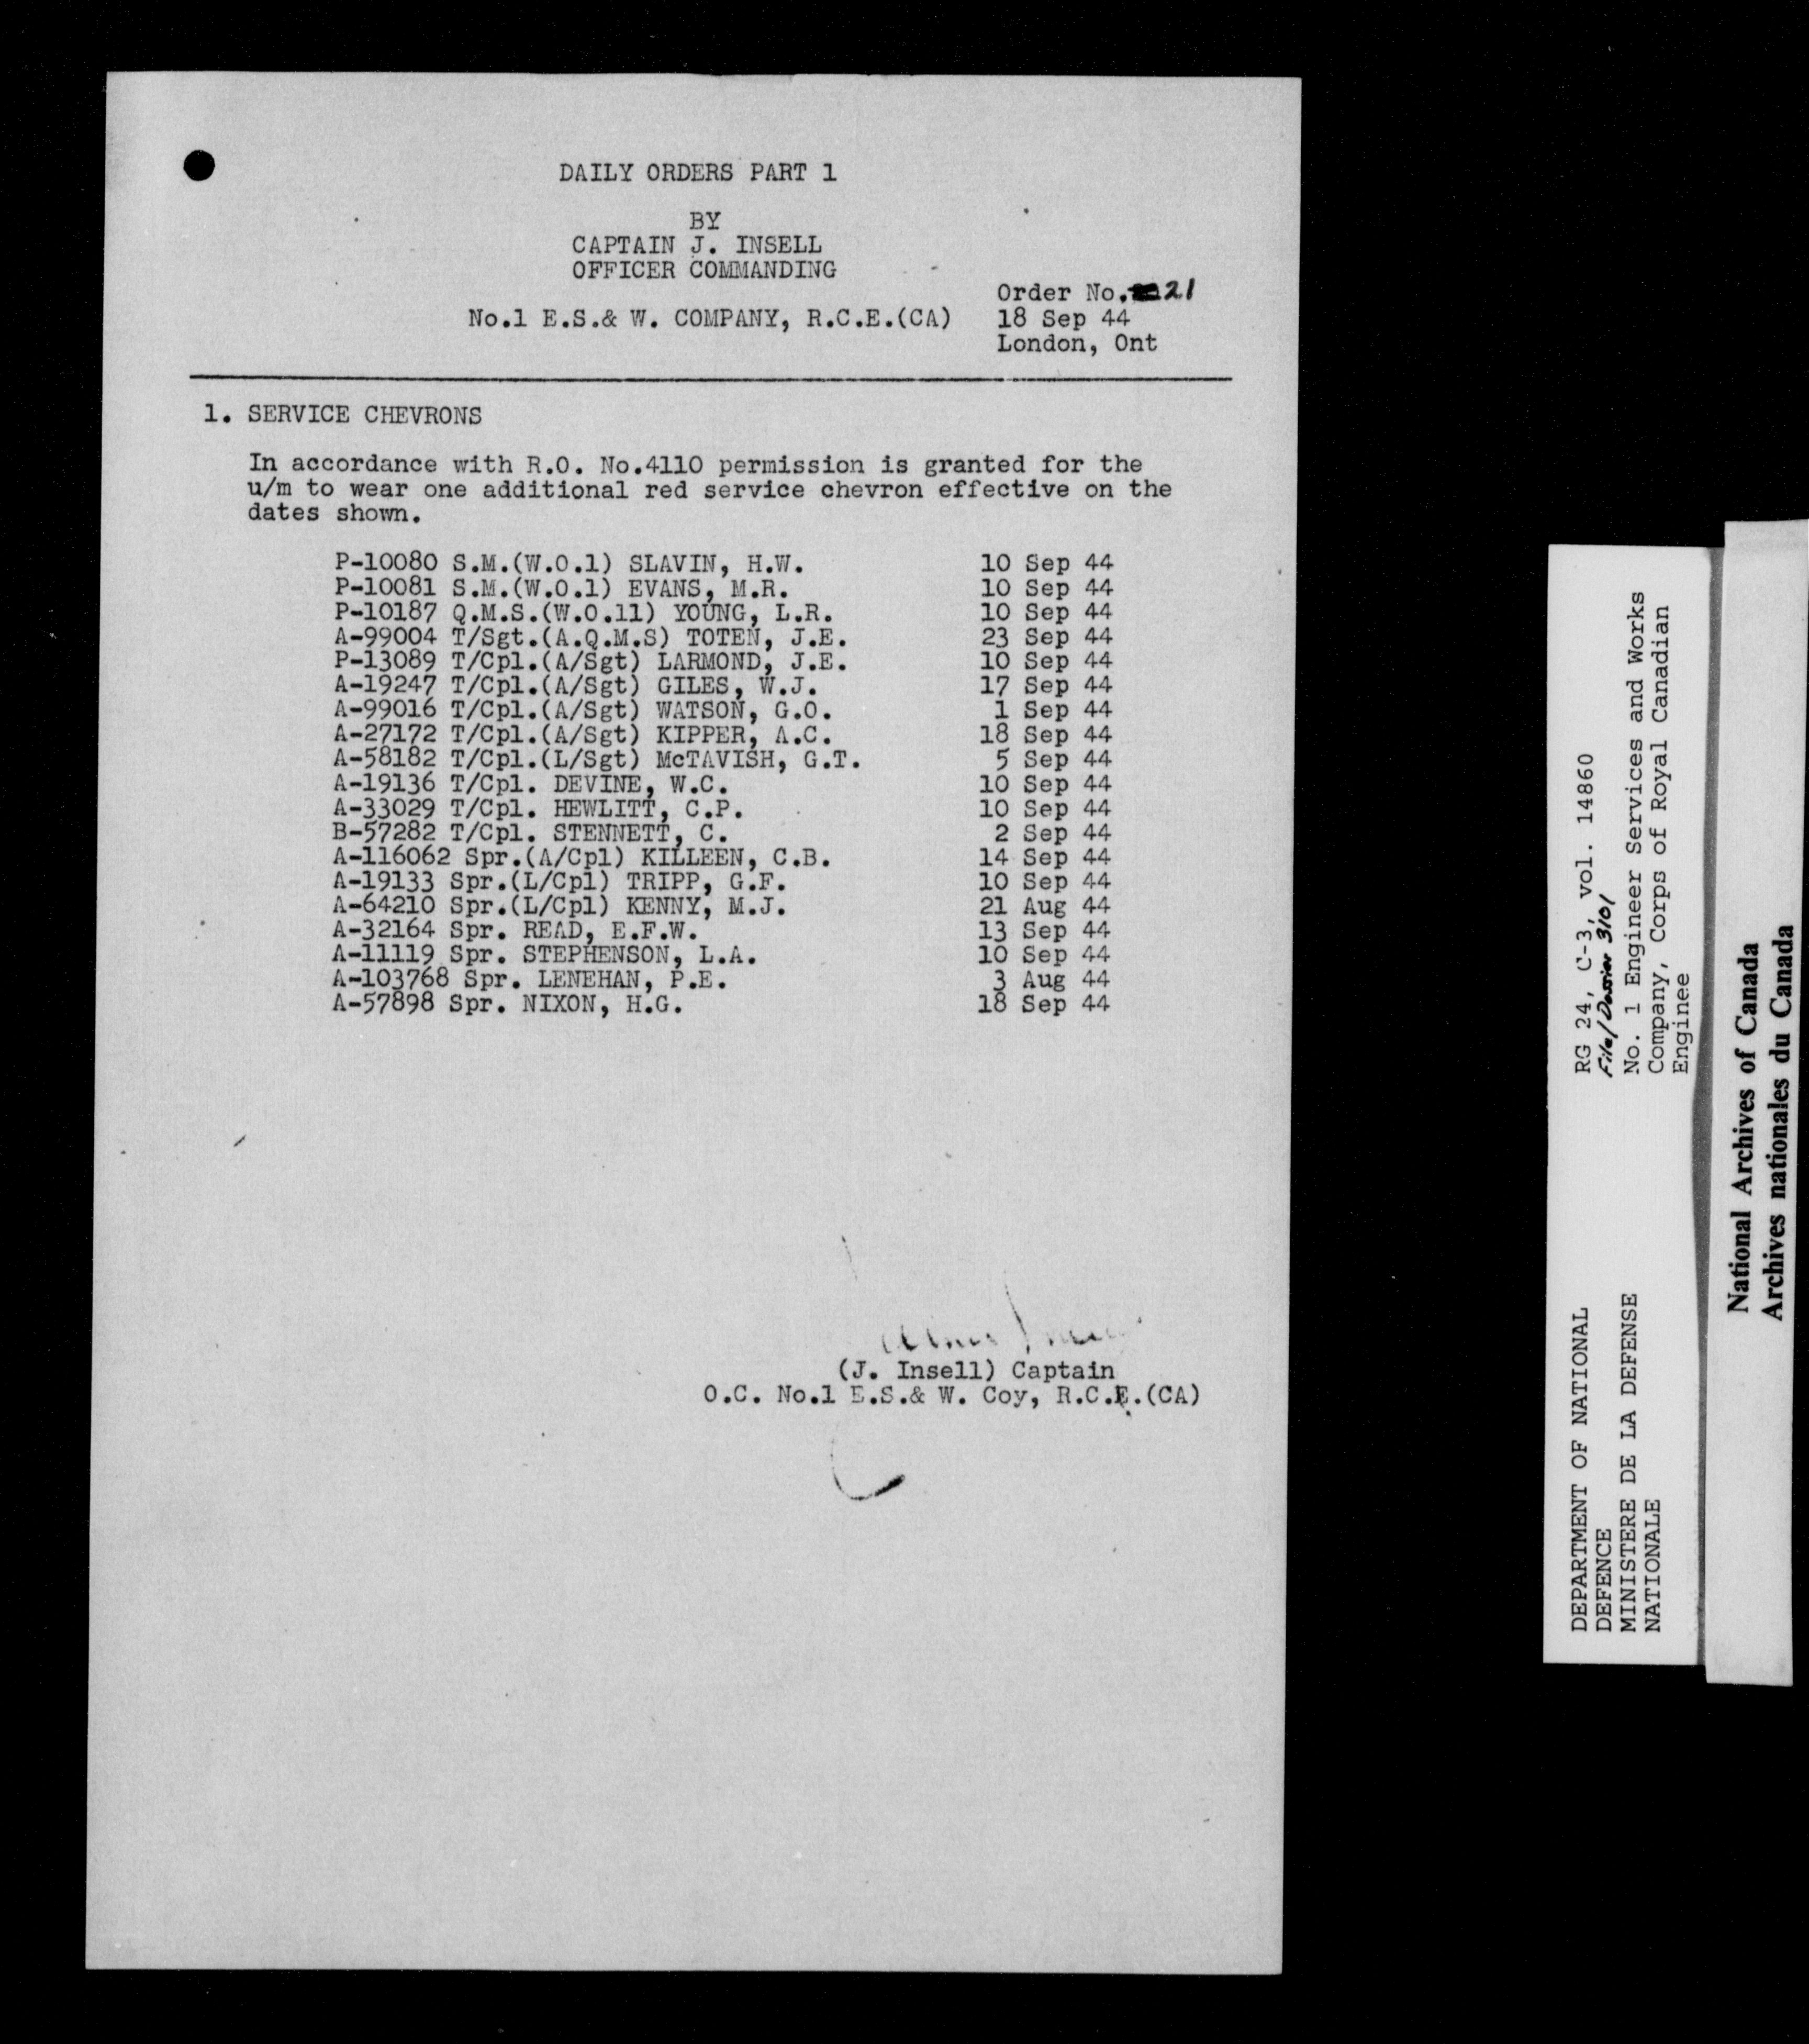 DAILY ORDERS PART 1
BY
CAPTAIN J. INSELL
OFFICER COMMANDING
Order No. 21
No.1 E.S.& W. COMPANY, R.C.E.(CA) 18 Sep 44
London, Ont
1. SERVICE CHEVRONS
In accordance with R.O. No.4110 permission is granted for the
u/m to wear one additional red service chevron effective on the
dates shown.
P-10080 S.M.(W.O.1) SLAVIN, H.W. 10 Sep 44
P-10081 S.M.(W.O.1) EVANS, M.R. 10 Sep 44
P-10187 Q.M.S.(W.O.11) YOUNG, L.R. 10 Sep 44
A-99004 T/Sgt.(A.Q.M.S) TOTEN, J.E. 23 Sep 44
P-13089 T/Cpl.(A/Sgt) LARMOND, J.E. 10 Sep 44
A-19247 T/Cpl.(A/Sgt) GILES, W.J. 17 Sep 44
A-99016 T/Cpl.(A/Sgt) WATSON, G.O. 1 Sep 44
A-27172 T/Cpl.(A/Sgt) KIPPER, A.C. 18 Sep 44
A-58182 T/Cpl.(L/Sgt) McTAVISH, G.T. 5 Sep 44
A-19136 T/Cpl. DEVINE, W.C. 10 Sep 44
A-33029 T/Cpl. HEWLITT, C.P. 10 Sep 44
B-57282 T/Cpl. STENNETT, C. 2 Sep 44
A-116062 Spr.(A/Cpl) KILLEEN, C.B. 14 Sep 44
A-19133 Spr.(L/Cpl) TRIPP, G.F. 10 Sep 44
A-64210 Spr.(L/Cpl) KENNY, M.J. 21 Aug 44
A-32164 Spr. READ, E.F.W. 13 Sep 44
A-11119 Spr. STEPHENSON, L.A. 10 Sep 44
A-103768 Spr. LENEHAN, P.E. 3 Aug 44
A-57898 Spr. NIXON, H.G. 18 Sep 44
(J. Insell) Captain
O.C. No.1 E.S.& W. Coy, R.C.E.(CA)
DEPARTMENT OF NATIONAL
DEFENCE
MINISTERE DE LA DEFENSE
NATIONALE
RG 24, C-3, vol. 14860
File/Dossier 3101
No. 1 Engineer Services and Works
Company, Corps of Royal Canadian
Enginee
National Archives of Canada
Archives nationales du Canada